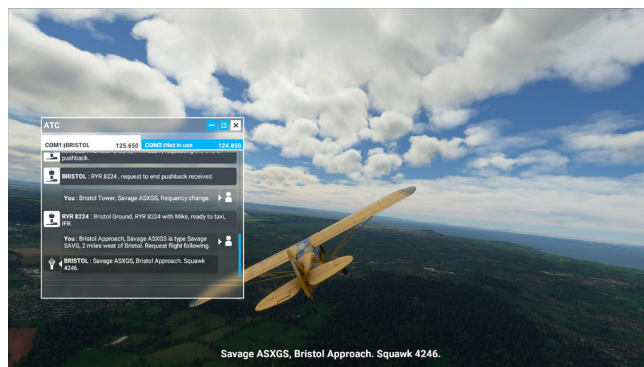 ATC
COM1 |BRISTOL 125.650 COM2 |Not in use 124.850
pushback.
BRISTOL : RYR 8224 , request to end pushback received.
You : Bristol Tower, Savage ASXGS, frequency change.
RYR 8224 : Bristol Ground, RYR 8224 with Mike, ready to taxi,
IFR.
You : Bristol Approach, Savage ASXGS is type Savage
SAVG, 2 miles west of Bristol. Request flight following.
BRISTOL : Savage ASXGS, Bristol Approach. Squawk
4246.
Savage ASXGS, Bristol Approach. Squawk 4246.